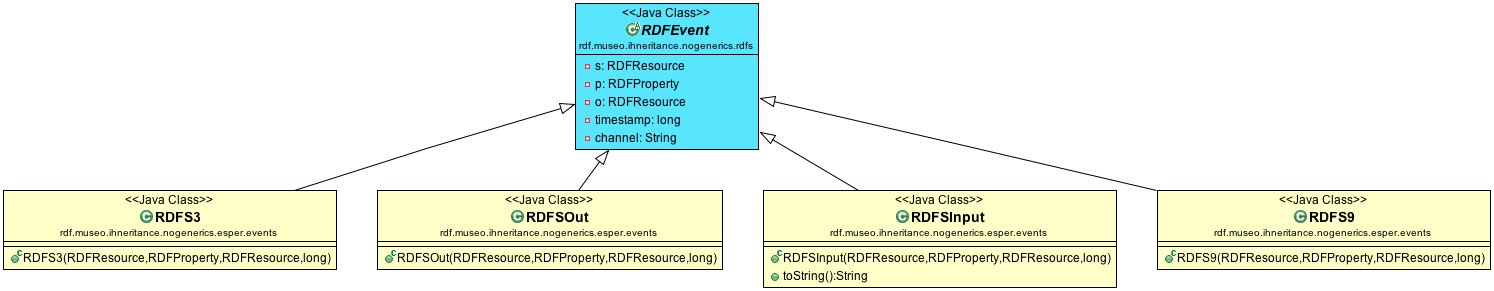 <<Java Class>>
RDFEvent
rdf.museo.ihneritance.nogenerics.rdfs
s: RDFResource
p: RDFProperty
o: RDFResource
timestamp: long
channel: String
<<Java Class>>
RDFS3
rdf.museo.ihneritance.nogenerics.esper.events
RDFS3(RDFResource,RDFProperty,RDFResource,long)
<<Java Class>>
RDFSOut
rdf.museo.ihneritance.nogenerics.esper.events
RDFSOut(RDFResource,RDFProperty,RDFResource,long)
<<Java Class>>
RDFSInput
rdf.museo.ihneritance.nogenerics.esper.events
RDFSInput(RDFResource,RDFProperty,RDFResource,long)
toString():String
<<Java Class>>
RDFS9
rdf.museo.ihneritance.nogenerics.esper.events
RDFS9(RDFResource,RDFProperty,RDFResource,long)